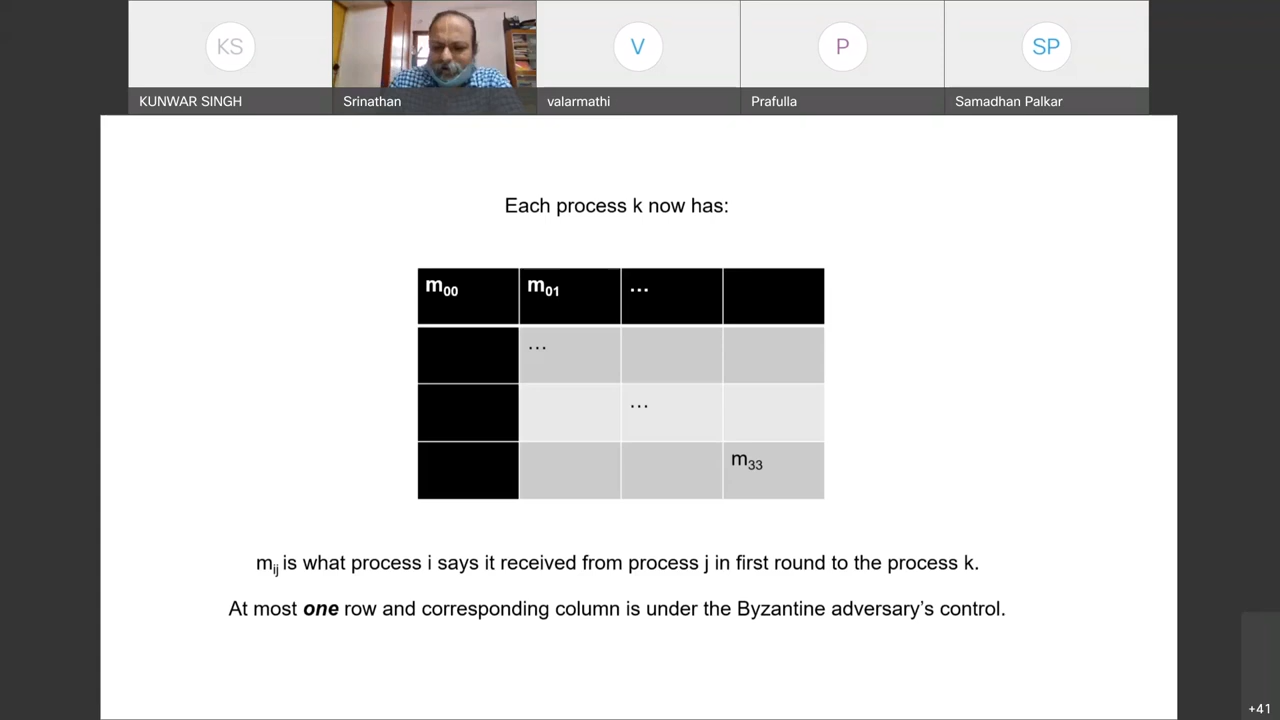 KS
V
P
SP
KUNWAR SINGH
Srinathan
valarmathi
Prafulla
Samadhan Palkar
Each process k now has:
m00 m01 ...
...
...
m33
mij is what process i says it received from process j in first round to the process k.
At most one row and corresponding column is under the Byzantine adversary's control.
+41